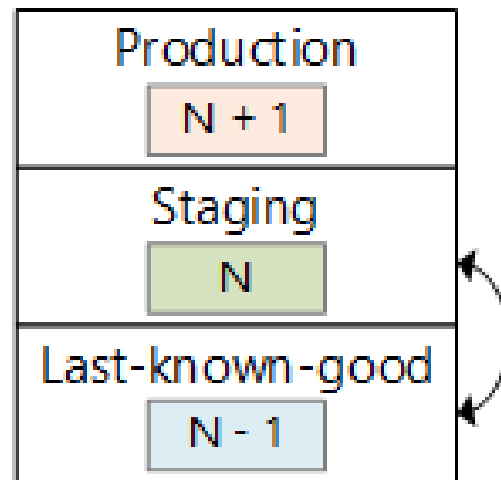 Production
N + 1
Staging
N
Last-known-good
N - 1